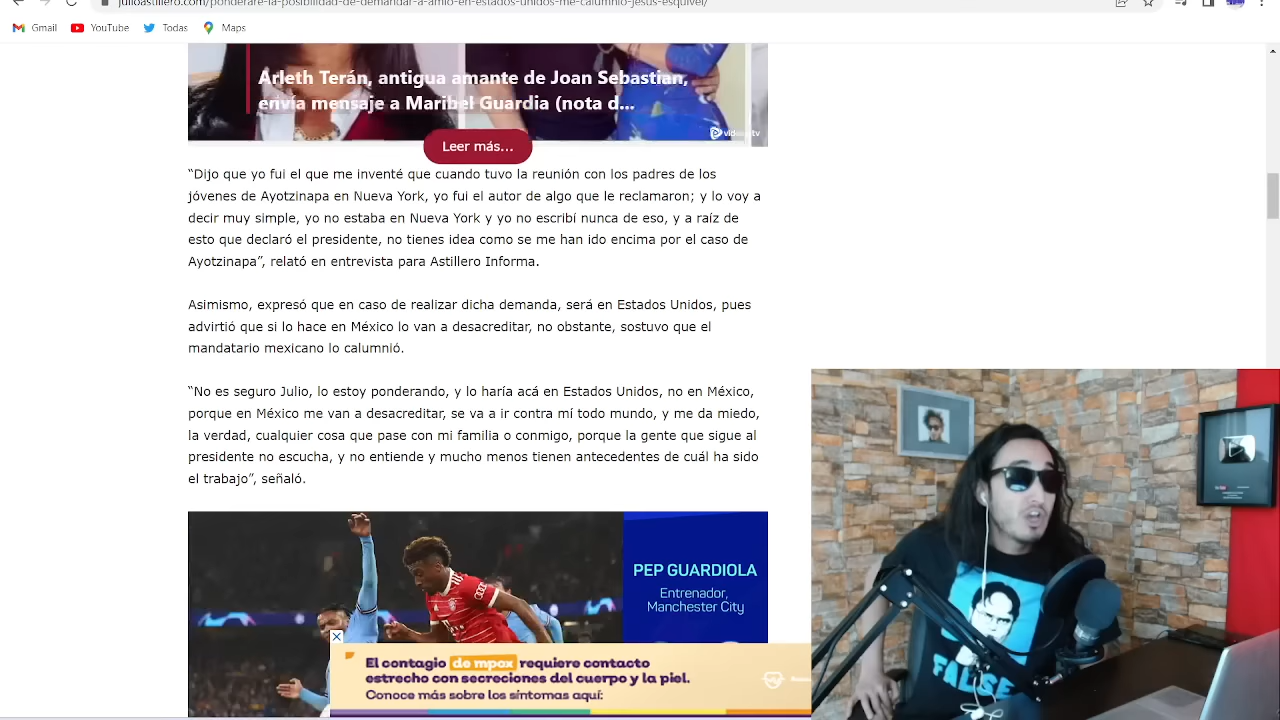 julioastillero.com/ponderare-la-posibilidad-de-demandar-a-amlo-en-estados-unidos-me-calumnio-jesus-esquivel/
Gmail
YouTube
Todas
Maps
Arleth Terán, antigua amante de Joan Sebastian,
envía mensaje a Maribel Guardia (nota d...
Leer más...
“Dijo que yo fui el que me inventé que cuando tuvo la reunión con los padres de los
jóvenes de Ayotzinapa en Nueva York, yo fui el autor de algo que le reclamaron; y lo voy a
decir muy simple, yo no estaba en Nueva York y yo no escribí nunca de eso, y a raíz de
esto que declaró el presidente, no tienes idea como se me han ido encima por el caso de
Ayotzinapa”, relató en entrevista para Astillero Informa.
Asimismo, expresó que en caso de realizar dicha demanda, será en Estados Unidos, pues
advirtió que si lo hace en México lo van a desacreditar, no obstante, sostuvo que el
mandatario mexicano lo calumnió.
“No es seguro Julio, lo estoy ponderando, y lo haría acá en Estados Unidos, no en México,
porque en México me van a desacreditar, se va a ir contra mí todo mundo, y me da miedo,
la verdad, cualquier cosa que pase con mi familia o conmigo, porque la gente que sigue al
presidente no escucha, y no entiende y mucho menos tienen antecedentes de cuál ha sido
el trabajo”, señaló.
PEP GUARDIOLA
Entrenador,
Manchester City
El contagio de mpox requiere contacto
estrecho con secreciones del cuerpo y la piel.
Conoce más sobre los síntomas aquí:
FALSE